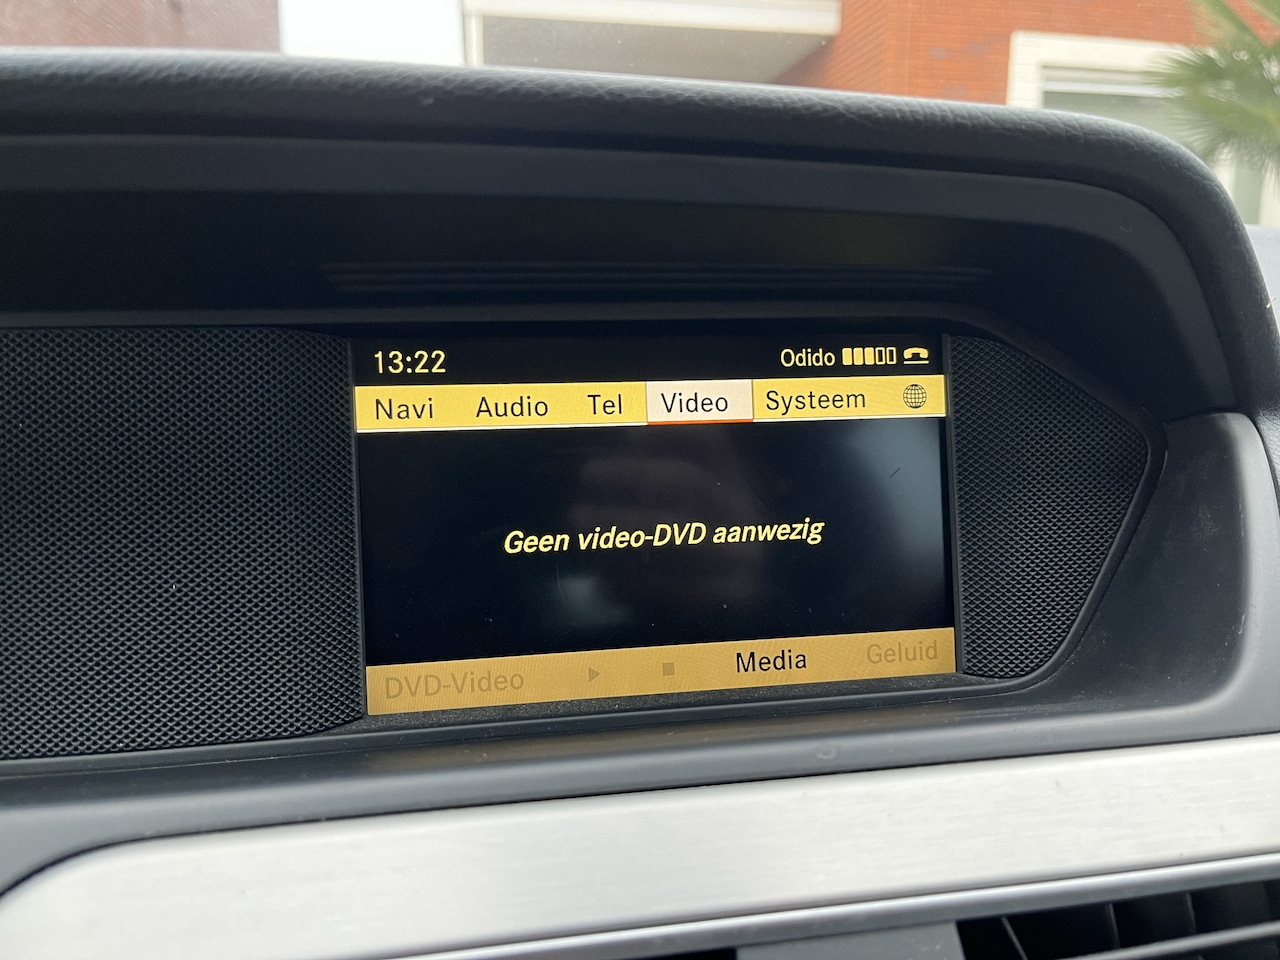 13:22 Odido
Navi Audio Tel Video Systeem
Geen video-DVD aanwezig
DVD-Video Media Geluid